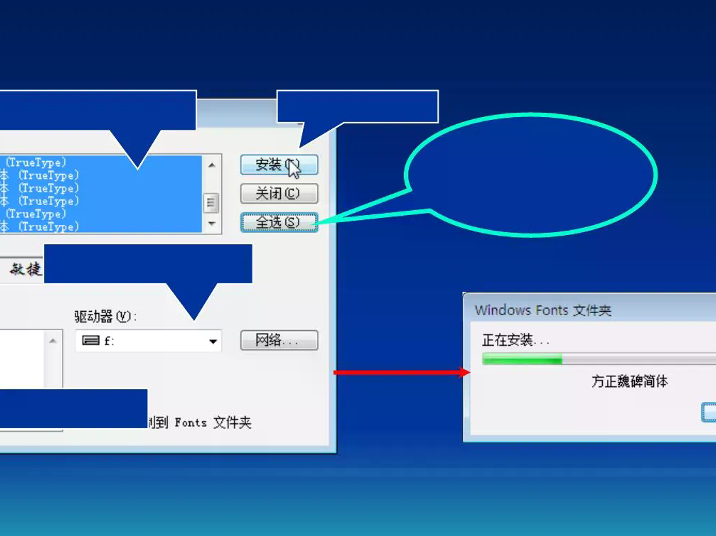 (TrueType)
体 (TrueType)
体 (TrueType)
体 (TrueType)
(TrueType)
体 (TrueType)
安装
关闭(C)
全选(S)
敏捷
驱动器(V):
f:
网络...
制到 Fonts 文件夹
Windows Fonts 文件夹
正在安装...
方正魏碑简体